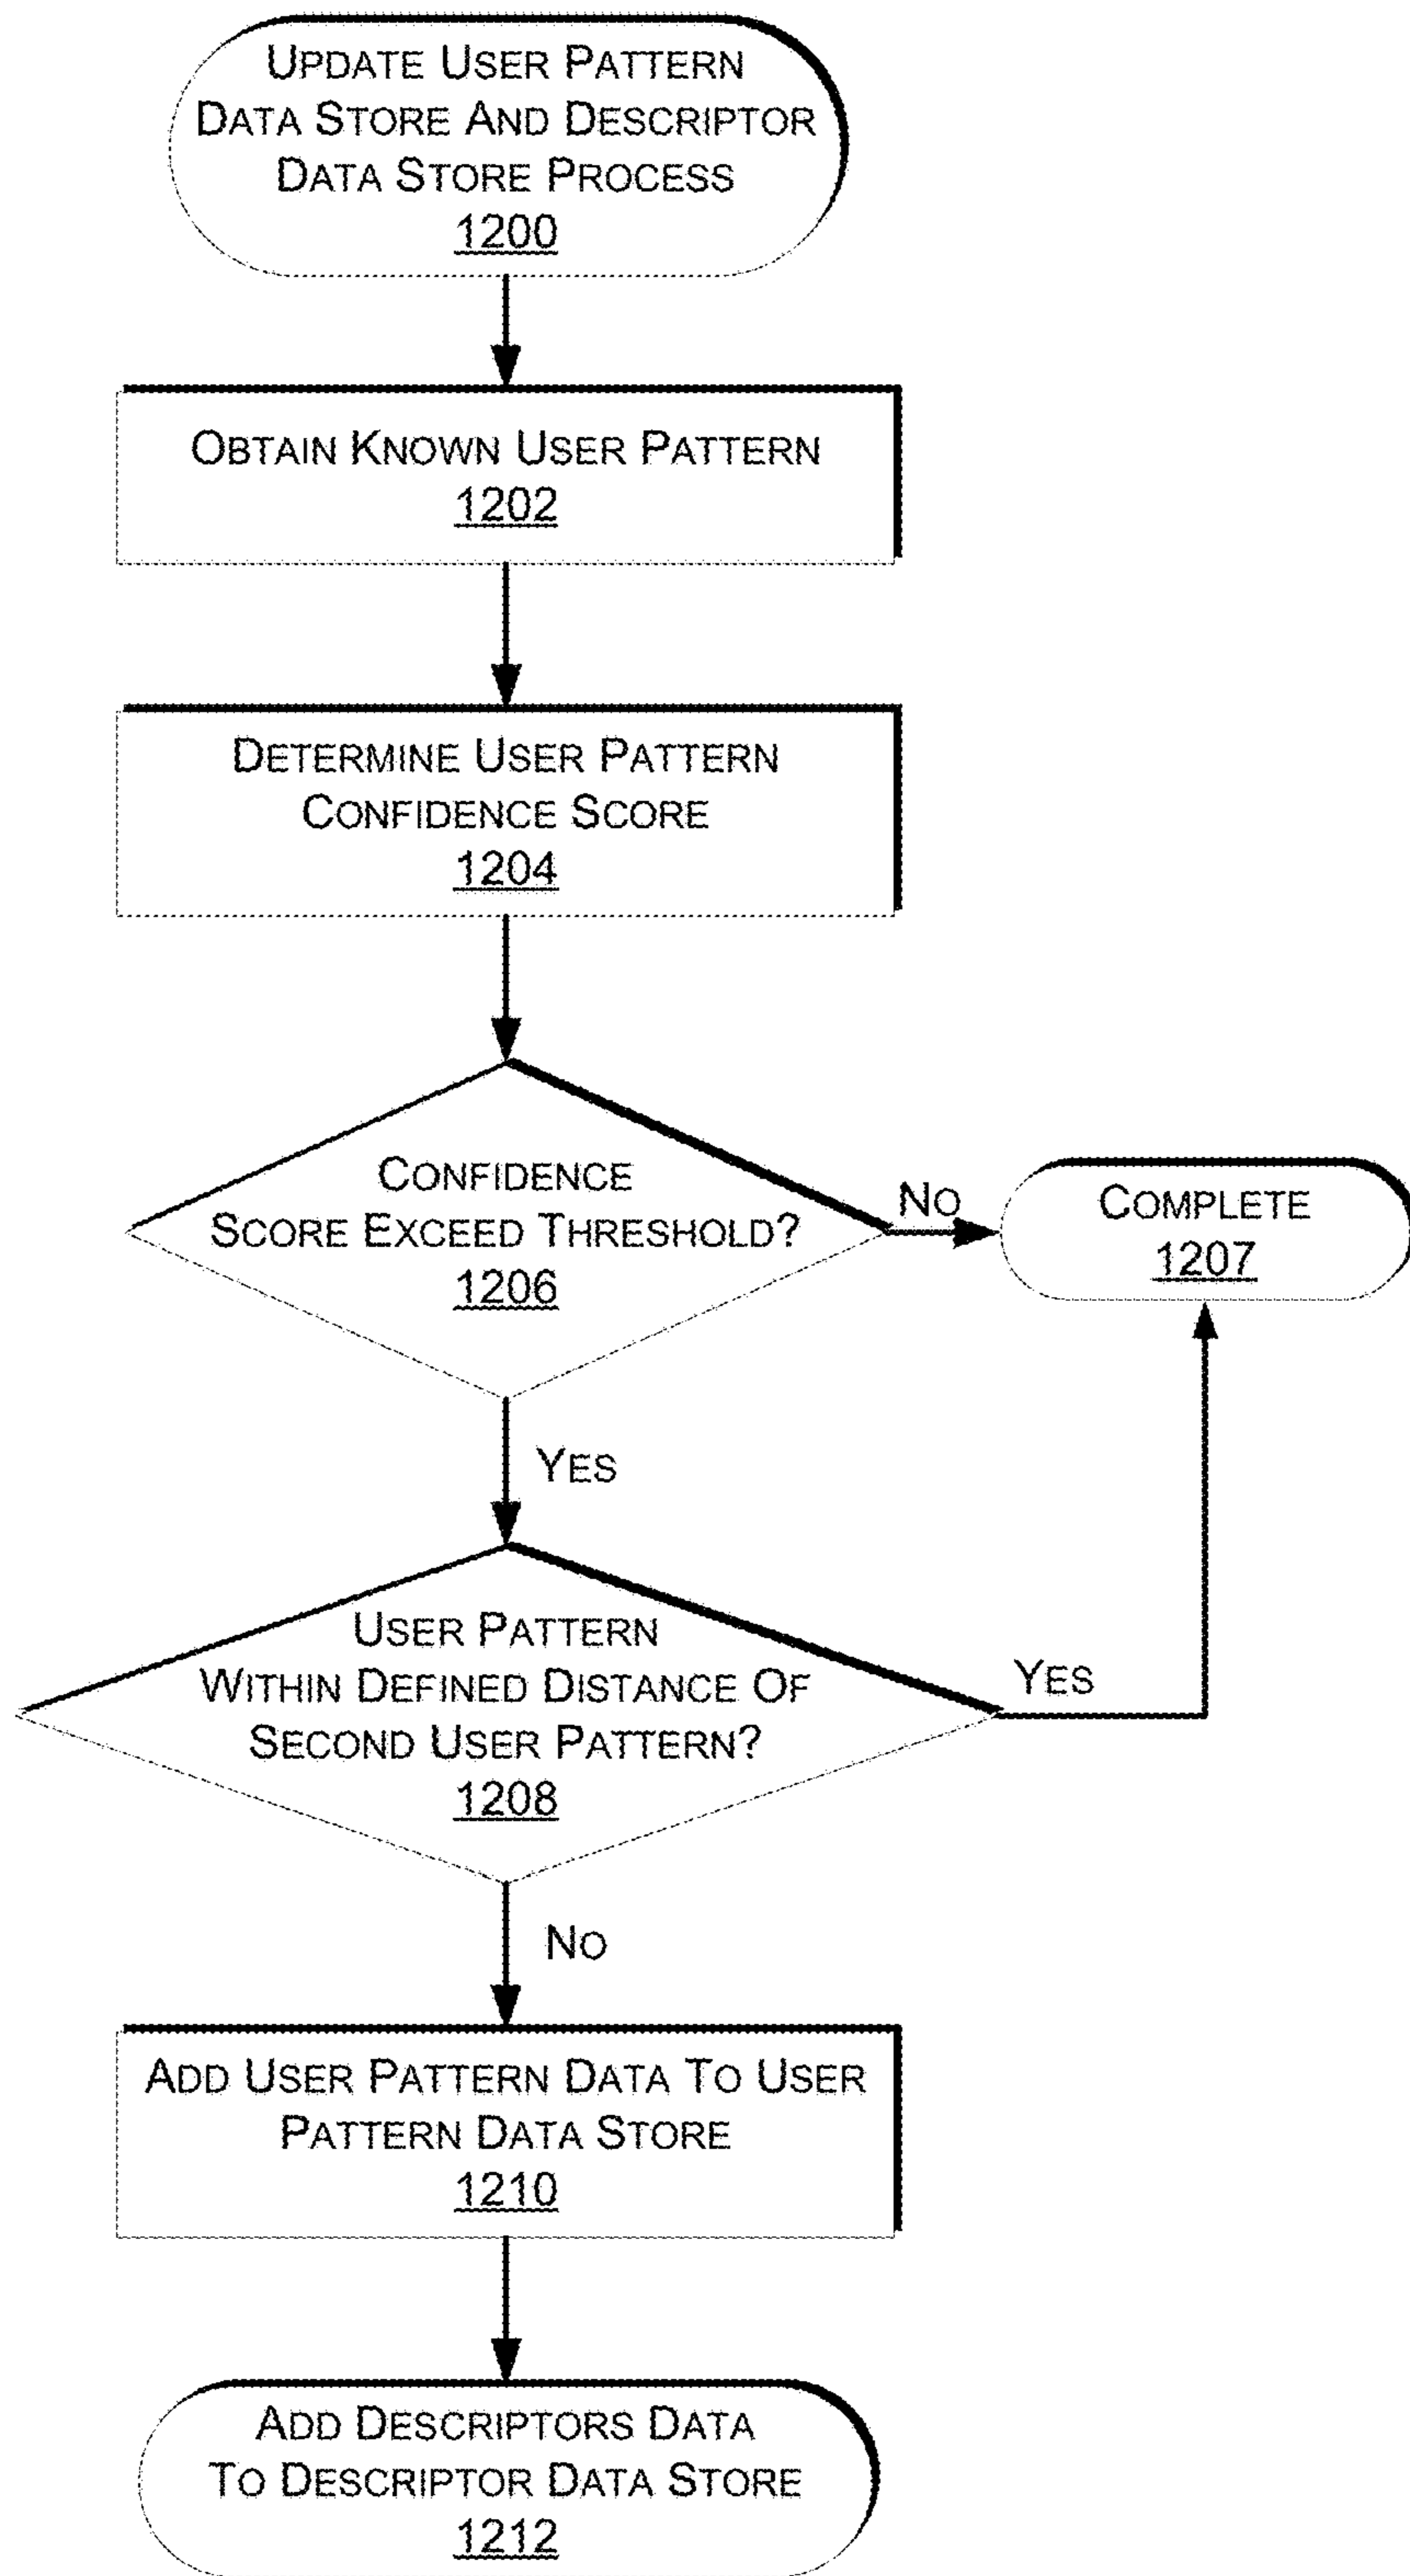 UPDATE USER PATTERN
DATA STORE AND DESCRIPTOR
DATA STORE PROCESS
1200
OBTAIN KNOWN USER PATTERN
1202
DETERMINE USER PATTERN
CONFIDENCE SCORE
1204
CONFIDENCE
SCORE EXCEED THRESHOLD?
1206
NO
COMPLETE
1207
YES
USER PATTERN
WITHIN DEFINED DISTANCE OF
SECOND USER PATTERN?
1208
YES
NO
ADD USER PATTERN DATA TO USER
PATTERN DATA STORE
1210
ADD DESCRIPTORS DATA
TO DESCRIPTOR DATA STORE
1212